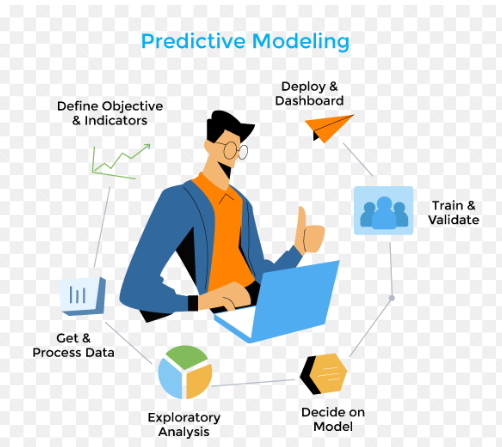 Predictive Modeling
Define Objective
& Indicators
Deploy &
Dashboard
Train &
Validate
Get &
Process Data
Exploratory
Analysis
Decide on
Model